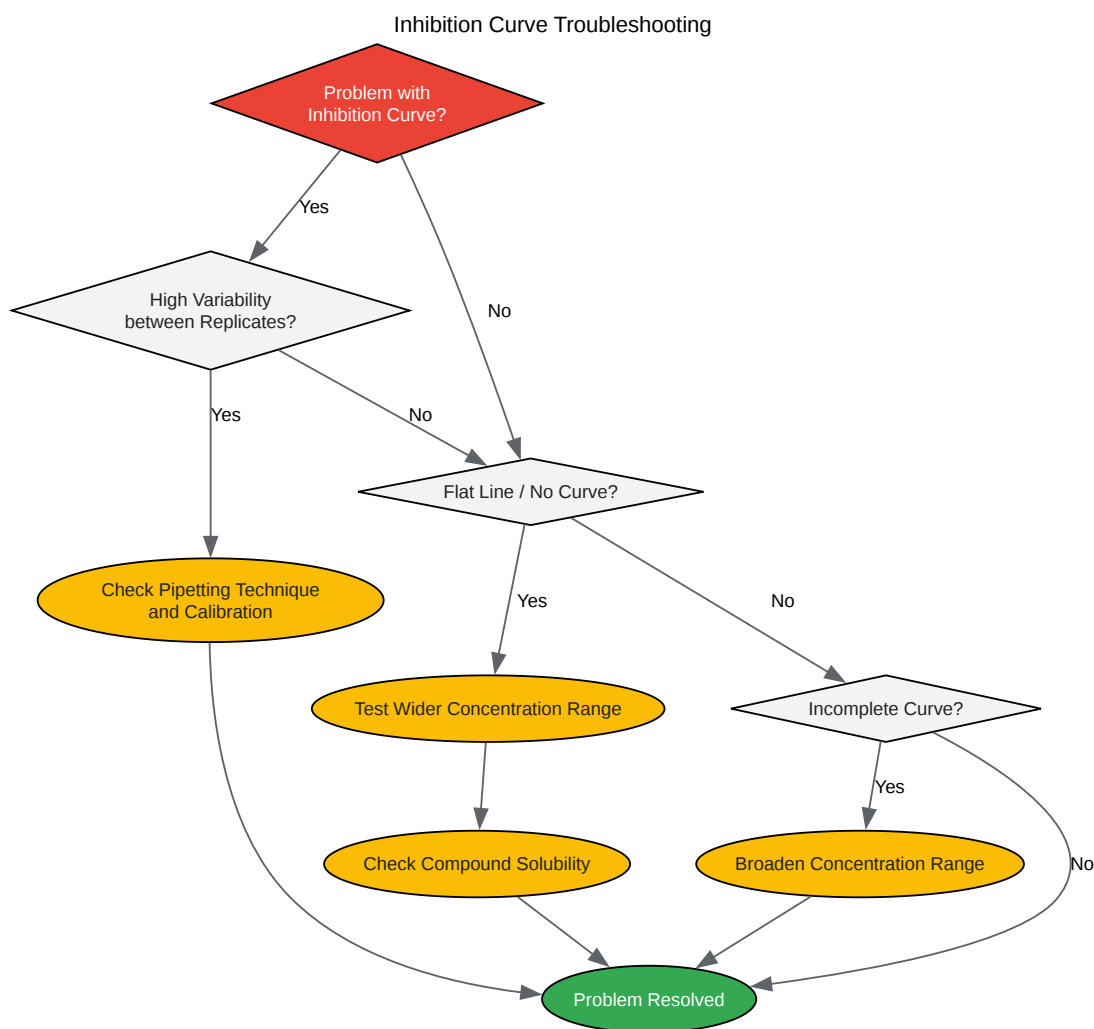 Inhibition Curve Troubleshooting
Problem with
Inhibition Curve?
Yes
No
High Variability
between Replicates?
Yes
No
Flat Line / No Curve?
Yes
No
Check Pipetting Technique
and Calibration
Test Wider Concentration Range
Incomplete Curve?
Yes
No
Check Compound Solubility
Broaden Concentration Range
Problem Resolved